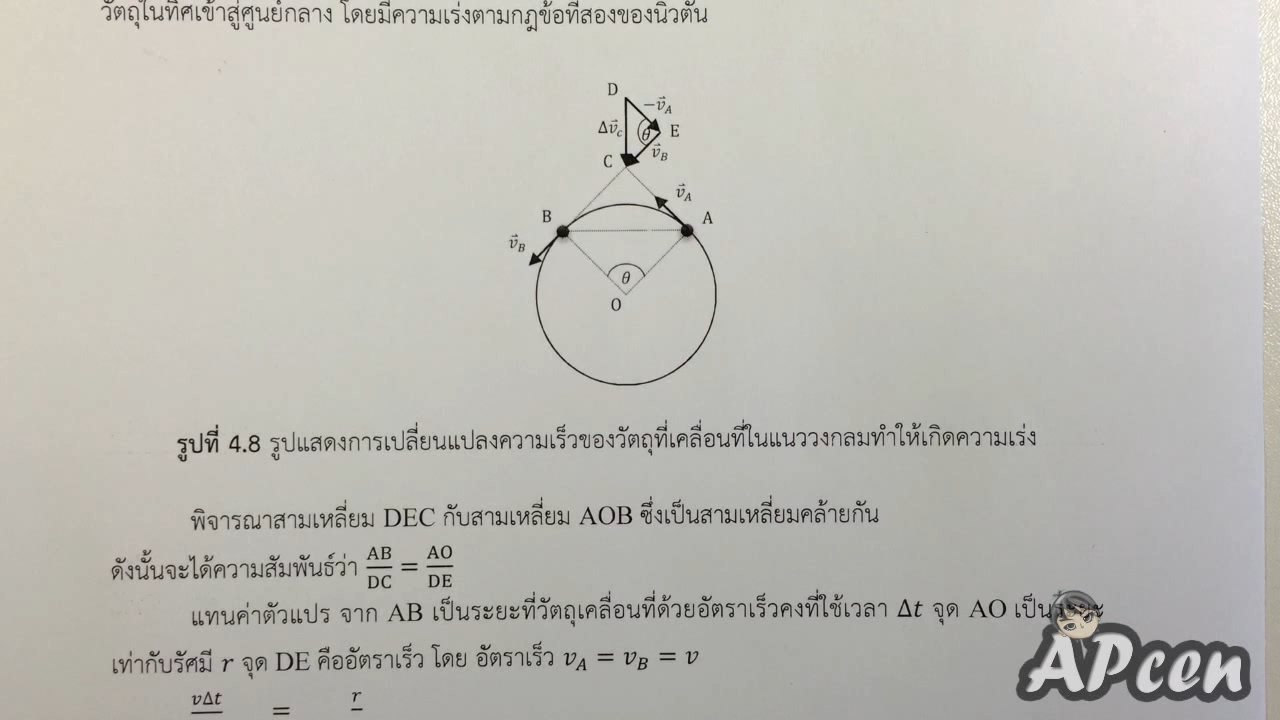 วัตถุในทิศเข้าสู่ศูนย์กลาง โดยมีความเร่งตามกฎข้อที่สองของนิวตัน
D
−v⃗A
Δv⃗c
θ
E
C
v⃗B
v⃗A
B
A
v⃗B
θ
O
รูปที่ 4.8 รูปแสดงการเปลี่ยนแปลงความเร็วของวัตถุที่เคลื่อนที่ในแนววงกลมทำให้เกิดความเร่ง
พิจารณาสามเหลี่ยม DEC กับสามเหลี่ยม AOB ซึ่งเป็นสามเหลี่ยมคล้ายกัน
ดังนั้นจะได้ความสัมพันธ์ว่า AB/DC = AO/DE
แทนค่าตัวแปร จาก AB เป็นระยะที่วัตถุเคลื่อนที่ด้วยอัตราเร็วคงที่ใช้เวลา Δt จุด AO เป็นระยะ
เท่ากับรัศมี r จุด DE คืออัตราเร็ว โดย อัตราเร็ว vA = vB = v
vΔt = r
APcen